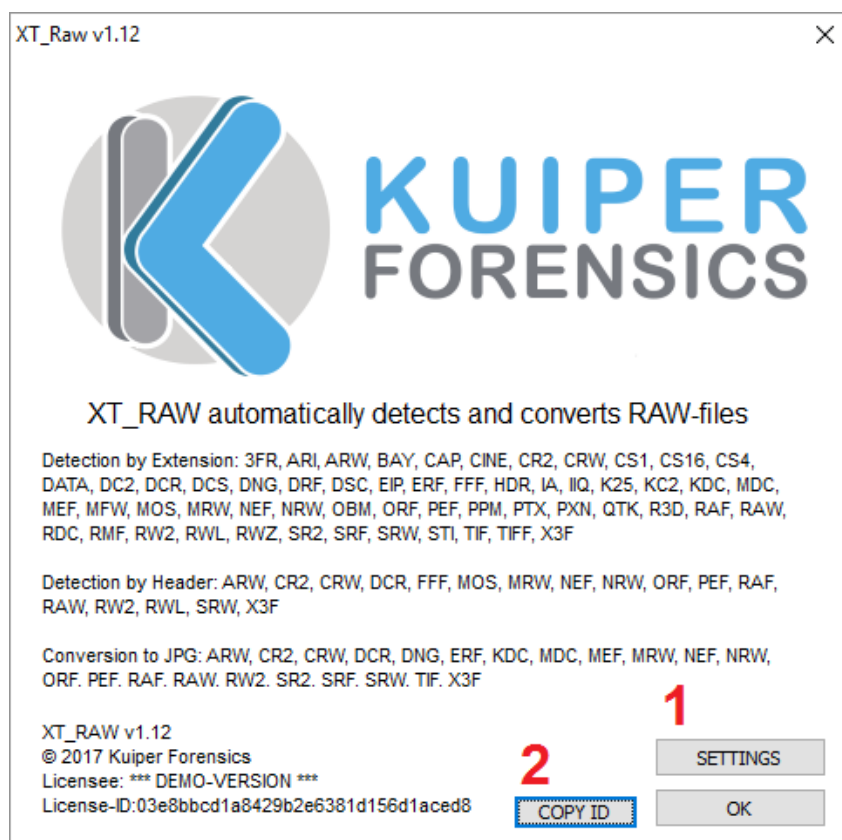 XT_Raw v1.12
KUIPER
FORENSICS
XT_RAW automatically detects and converts RAW-files
Detection by Extension: 3FR, ARI, ARW, BAY, CAP, CINE, CR2, CRW, CS1, CS16, CS4,
DATA, DC2, DCR, DCS, DNG, DRF, DSC, EIP, ERF, FFF, HDR, IA, IIQ, K25, KC2, KDC, MDC,
MEF, MFW, MOS, MRW, NEF, NRW, OBM, ORF, PEF, PPM, PTX, PXN, QTK, R3D, RAF, RAW,
RDC, RMF, RW2, RWL, RWZ, SR2, SRF, SRW, STI, TIF, TIFF, X3F
Detection by Header: ARW, CR2, CRW, DCR, FFF, MOS, MRW, NEF, NRW, ORF, PEF, RAF,
RAW, RW2, RWL, SRW, X3F
Conversion to JPG: ARW, CR2, CRW, DCR, DNG, ERF, KDC, MDC, MEF, MRW, NEF, NRW,
ORF. PEF. RAF. RAW. RW2. SR2. SRF. SRW. TIF. X3F
1
XT_RAW v1.12
© 2017 Kuiper Forensics
SETTINGS
Licensee: *** DEMO-VERSION ***
2
License-ID:03e8bbcd1a8429b2e6381d156d1aced8
COPY ID
OK